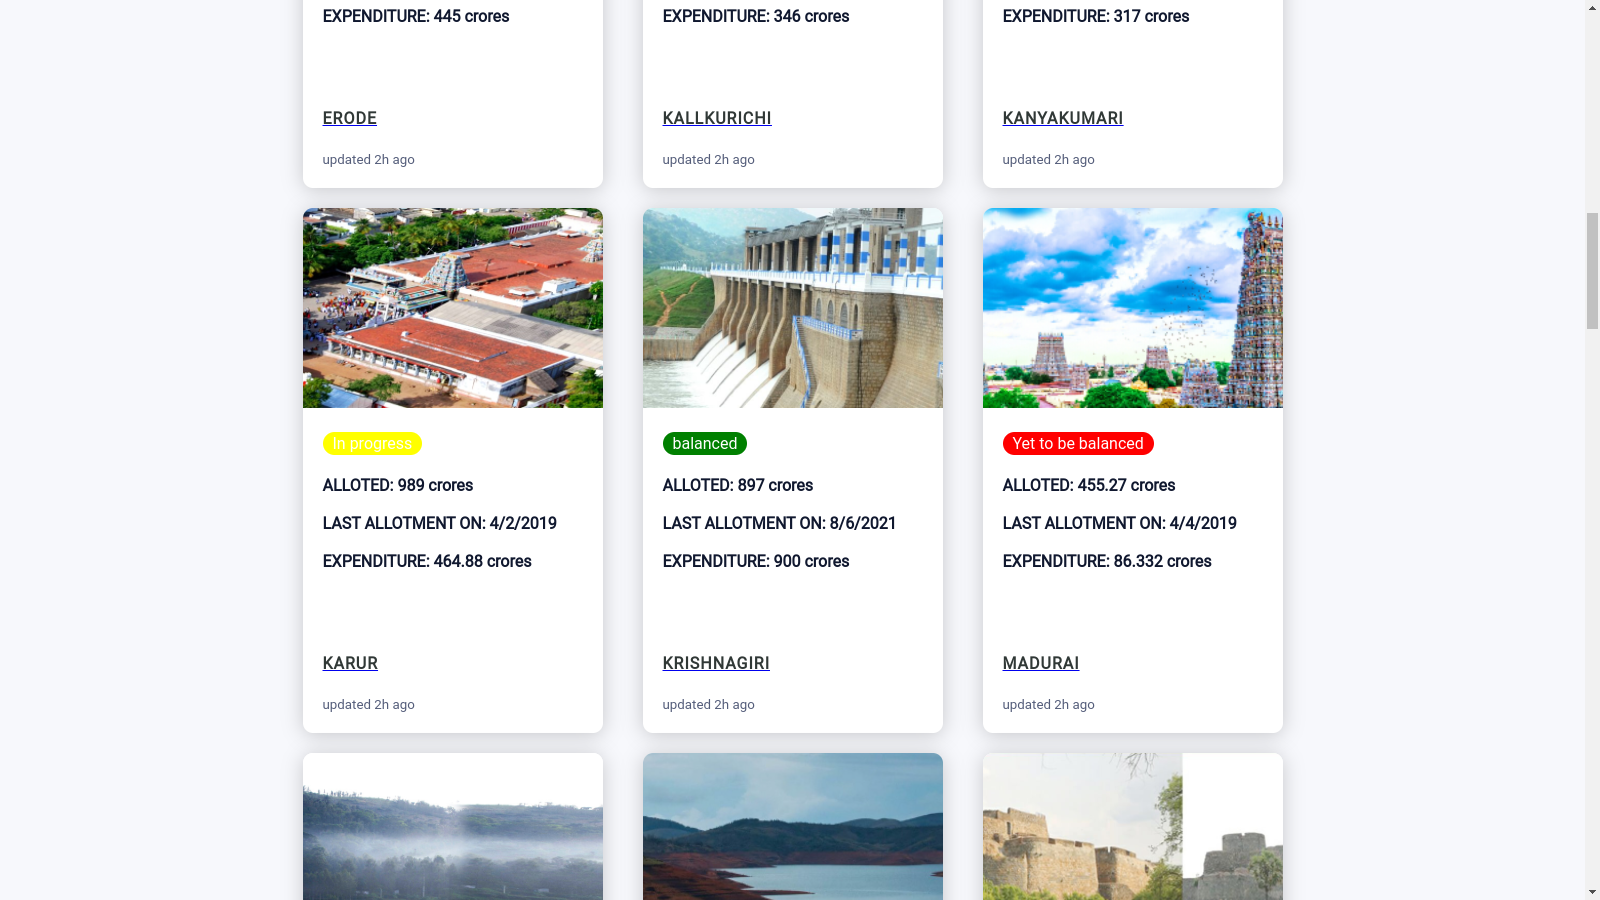 EXPENDITURE: 445 crores
EXPENDITURE: 346 crores
EXPENDITURE: 317 crores
ERODE
KALLKURICHI
KANYAKUMARI
updated 2h ago
updated 2h ago
updated 2h ago
In progress
ALLOTED: 989 crores
LAST ALLOTMENT ON: 4/2/2019
EXPENDITURE: 464.88 crores
KARUR
updated 2h ago
balanced
ALLOTED: 897 crores
LAST ALLOTMENT ON: 8/6/2021
EXPENDITURE: 900 crores
KRISHNAGIRI
updated 2h ago
Yet to be balanced
ALLOTED: 455.27 crores
LAST ALLOTMENT ON: 4/4/2019
EXPENDITURE: 86.332 crores
MADURAI
updated 2h ago